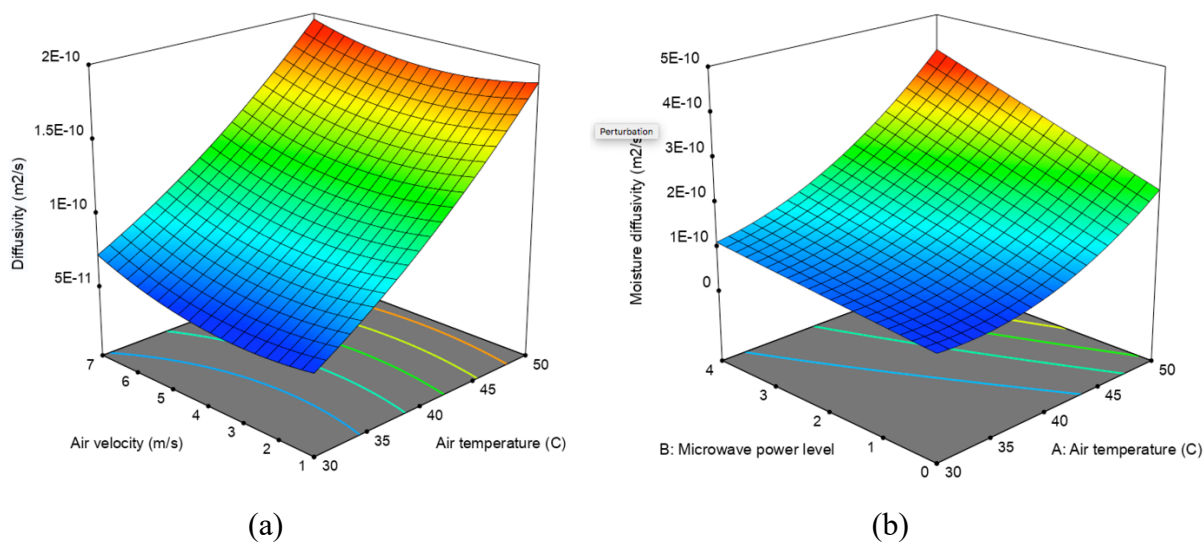 2E-10
1.5E-10
1E-10
5E-11
Diffusivity (m2/s)
7
6
5
4
3
2
1
30
35
40
45
50
Air velocity (m/s)
Air temperature (C)
(a)
5E-10
4E-10
3E-10
2E-10
1E-10
0
Moisture diffusivity (m2/s)
Perturbation
4
3
2
1
0
30
35
40
45
50
B: Microwave power level
A: Air temperature (C)
(b)